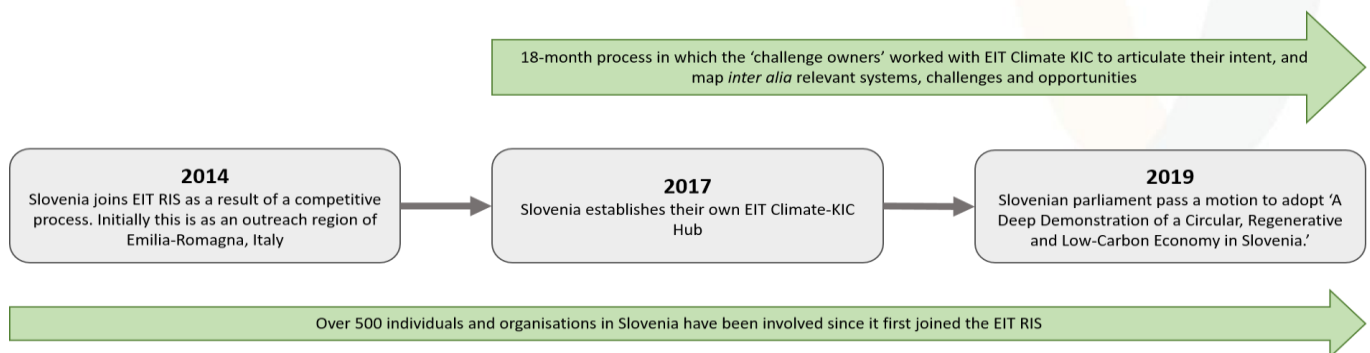 18-month process in which the ‘challenge owners’ worked with EIT Climate KIC to articulate their intent, and
map inter alia relevant systems, challenges and opportunities
2014
Slovenia joins EIT RIS as a result of a competitive
process. Initially this is as an outreach region of
Emilia-Romagna, Italy
2017
Slovenia establishes their own EIT Climate-KIC
Hub
2019
Slovenian parliament pass a motion to adopt ‘A
Deep Demonstration of a Circular, Regenerative
and Low-Carbon Economy in Slovenia.’
Over 500 individuals and organisations in Slovenia have been involved since it first joined the EIT RIS